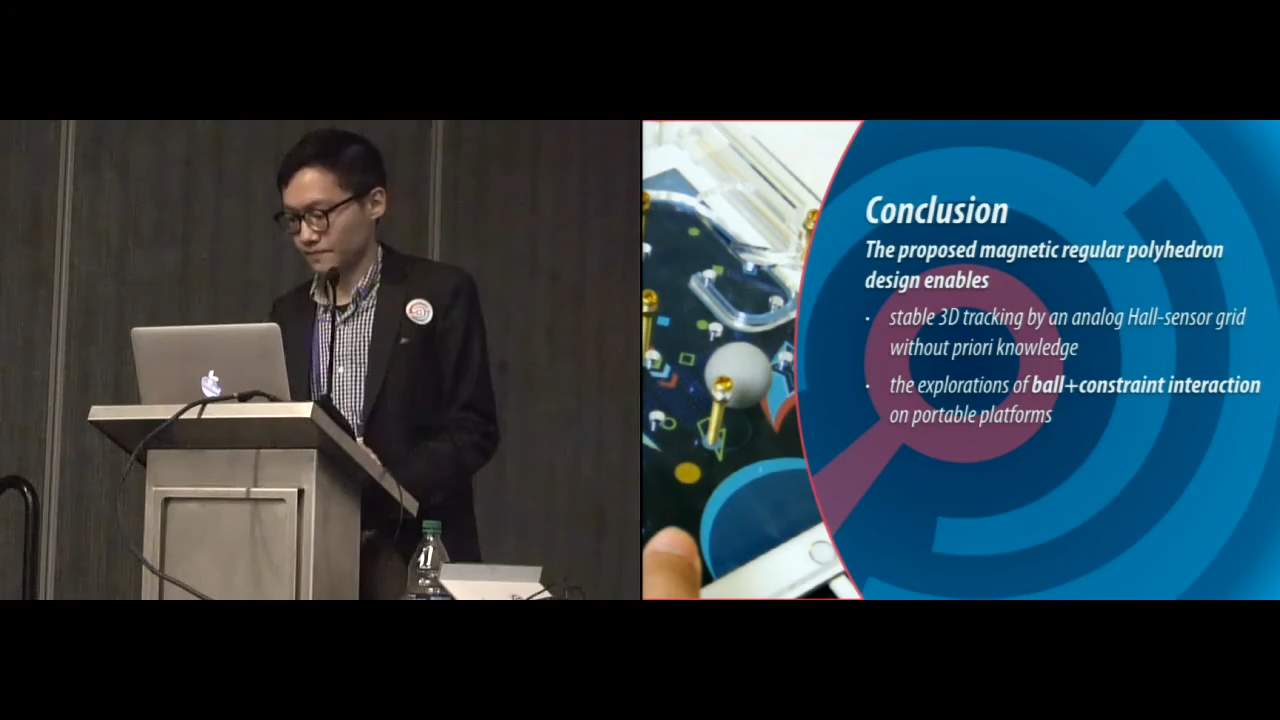 Conclusion
The proposed magnetic regular polyhedron
design enables
· stable 3D tracking by an analog Hall-sensor grid
without priori knowledge
· the explorations of ball+constraint interaction
on portable platforms